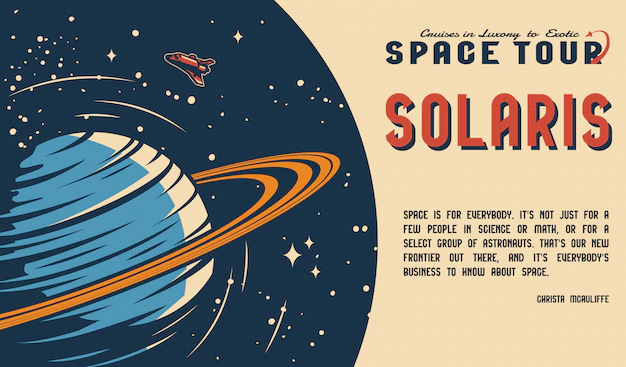 Cruises in Luxony to Exotic
SPACE TOUR
SOLARIS
SPACE IS FOR EVERYBODY. IT'S NOT JUST FOR A
FEW PEOPLE IN SCIENCE OR MATH, OR FOR A
SELECT GROUP OF ASTRONAUTS. THAT'S OUR NEW
FRONTIER OUT THERE, AND IT'S EVERYBODY'S
BUSINESS TO KNOW ABOUT SPACE.
CHRISTA MCAULIFFE